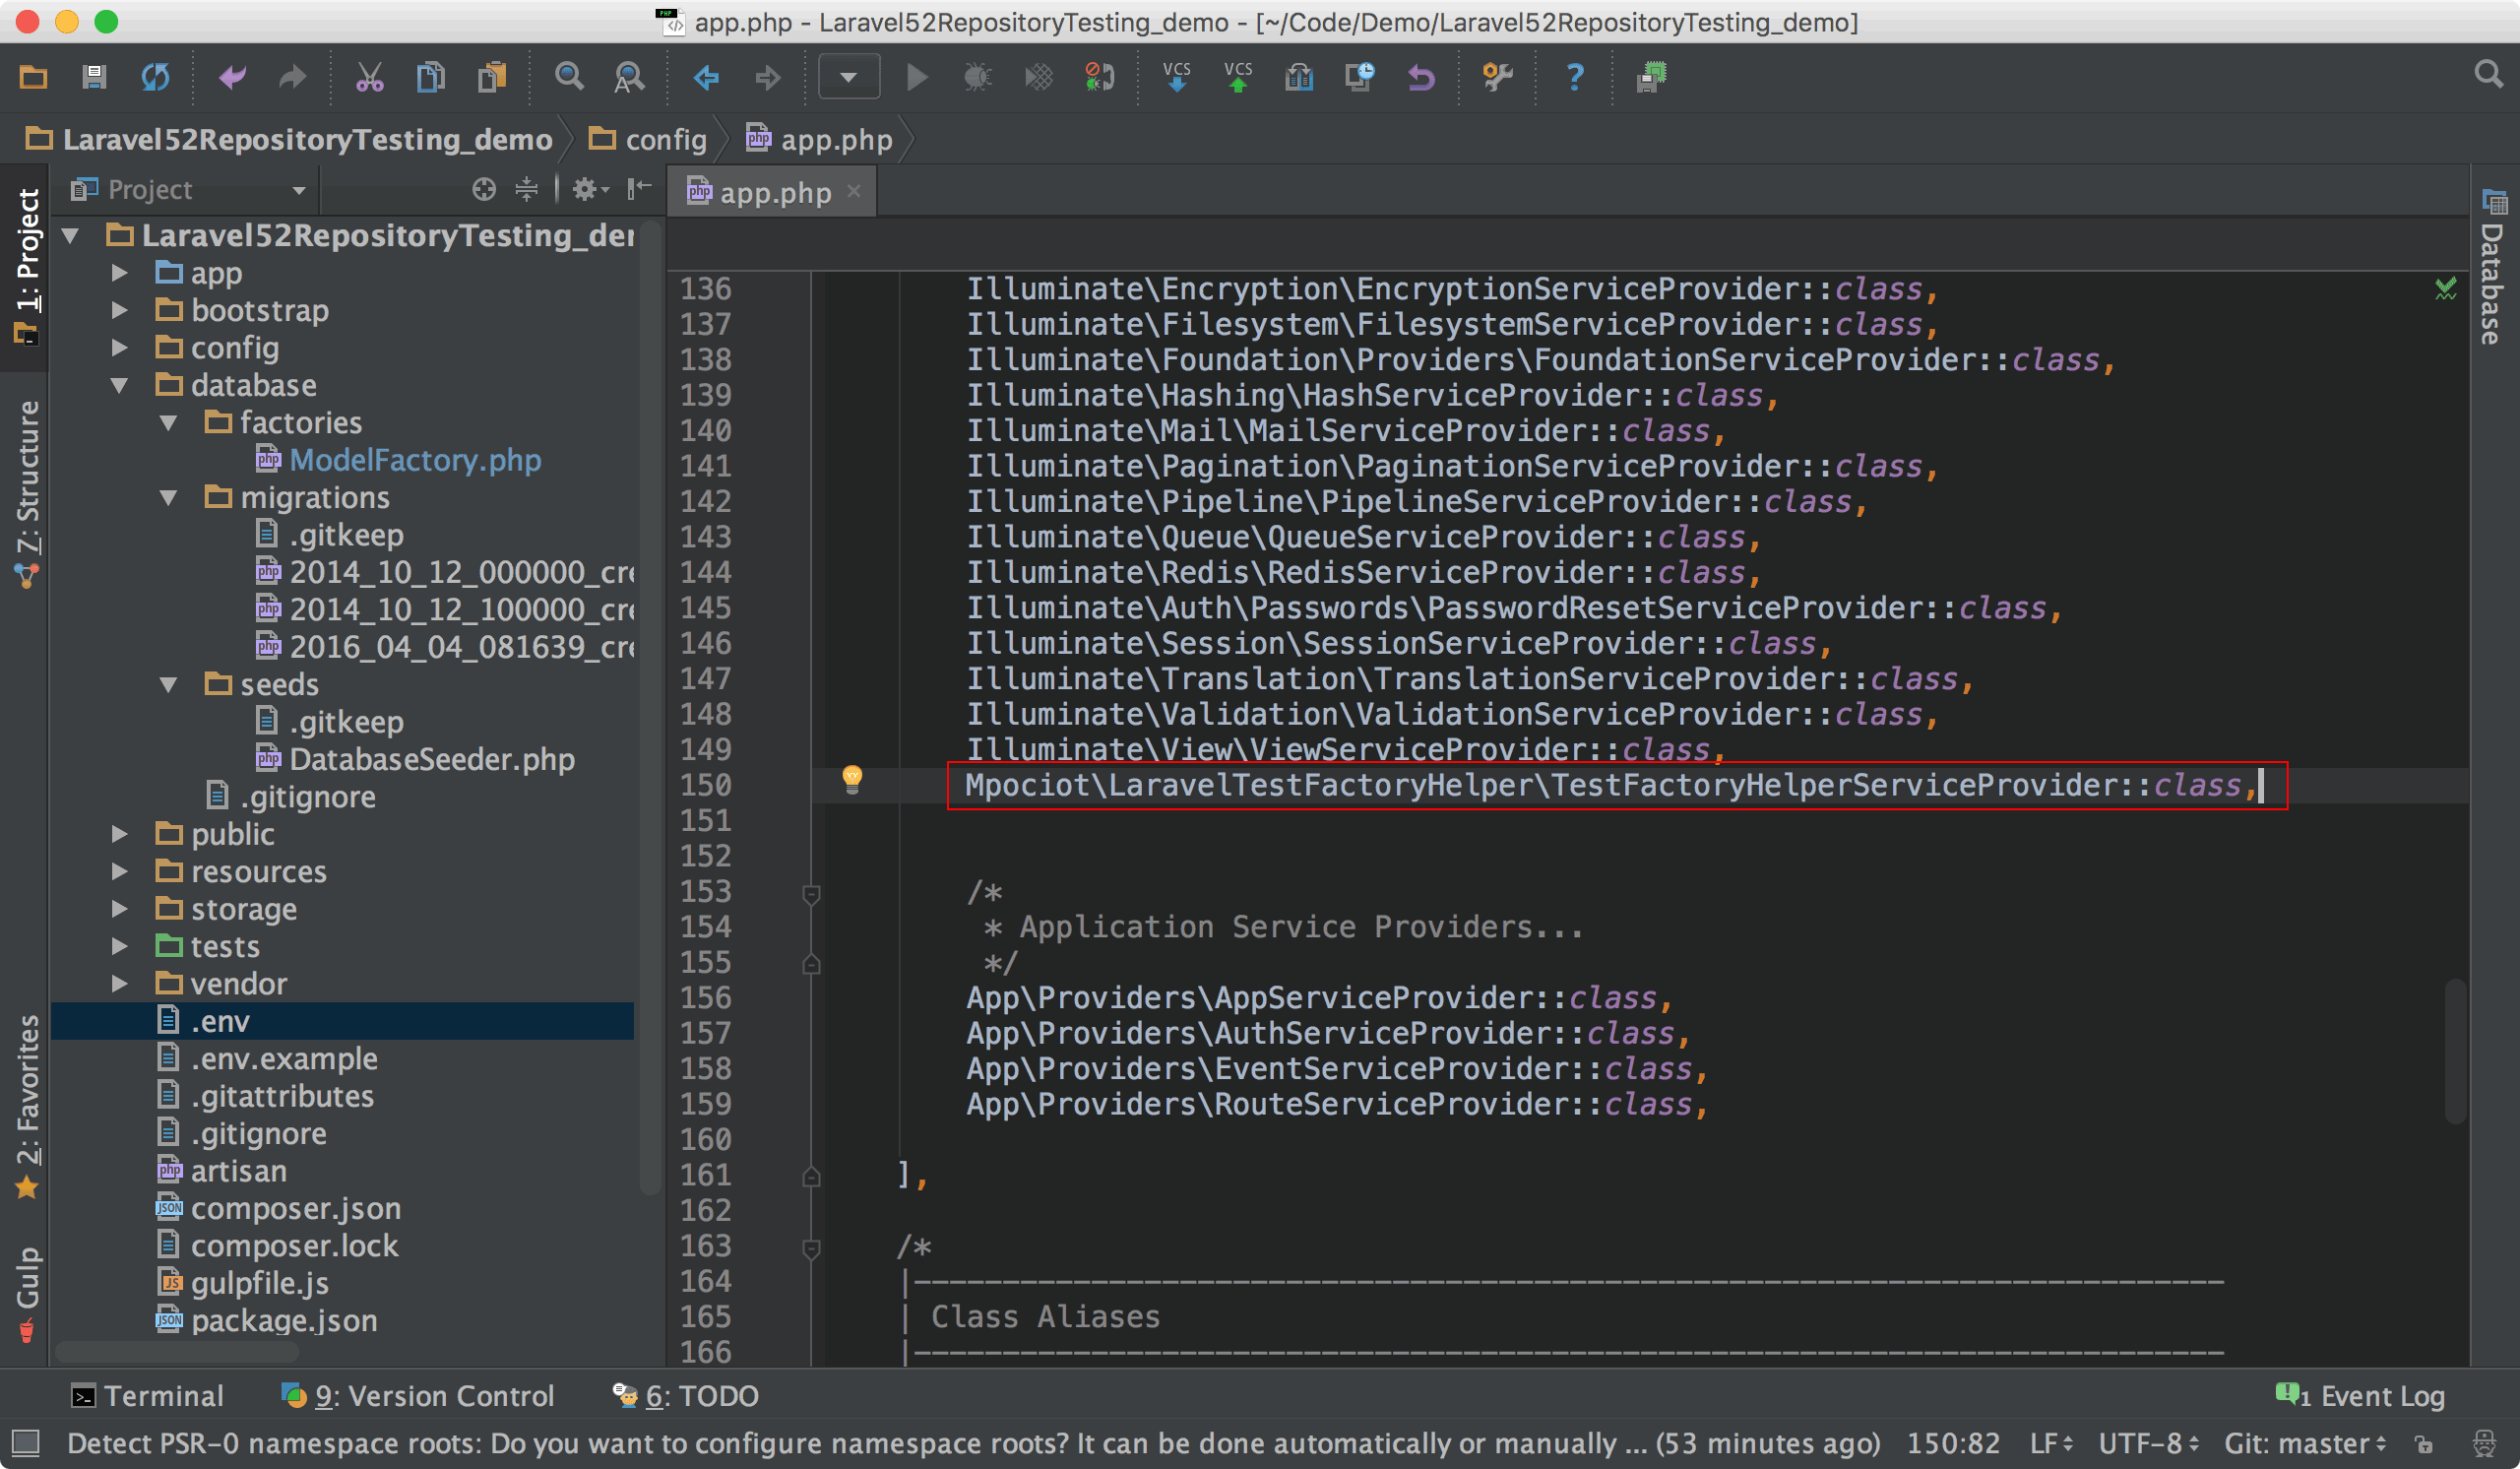 app.php - Laravel52RepositoryTesting_demo - [~/Code/Demo/Laravel52RepositoryTesting_demo]
VCS VCS
Laravel52RepositoryTesting_demo config app.php
1: Project
7: Structure
2: Favorites
Gulp
Project
Laravel52RepositoryTesting_der
app
bootstrap
config
database
factories
ModelFactory.php
migrations
.gitkeep
2014_10_12_000000_cre
2014_10_12_100000_cre
2016_04_04_081639_cre
seeds
.gitkeep
DatabaseSeeder.php
.gitignore
public
resources
storage
tests
vendor
.env
.env.example
.gitattributes
.gitignore
artisan
composer.json
composer.lock
gulpfile.js
package.json
app.php
136 Illuminate\Encryption\EncryptionServiceProvider::class,
137 Illuminate\Filesystem\FilesystemServiceProvider::class,
138 Illuminate\Foundation\Providers\FoundationServiceProvider::class,
139 Illuminate\Hashing\HashServiceProvider::class,
140 Illuminate\Mail\MailServiceProvider::class,
141 Illuminate\Pagination\PaginationServiceProvider::class,
142 Illuminate\Pipeline\PipelineServiceProvider::class,
143 Illuminate\Queue\QueueServiceProvider::class,
144 Illuminate\Redis\RedisServiceProvider::class,
145 Illuminate\Auth\Passwords\PasswordResetServiceProvider::class,
146 Illuminate\Session\SessionServiceProvider::class,
147 Illuminate\Translation\TranslationServiceProvider::class,
148 Illuminate\Validation\ValidationServiceProvider::class,
149 Illuminate\View\ViewServiceProvider::class,
150 Mpociot\LaravelTestFactoryHelper\TestFactoryHelperServiceProvider::class,
151
152
153 /*
154 * Application Service Providers...
155 */
156 App\Providers\AppServiceProvider::class,
157 App\Providers\AuthServiceProvider::class,
158 App\Providers\EventServiceProvider::class,
159 App\Providers\RouteServiceProvider::class,
160
161 ],
162
163 /*
164 |--------------------------------------------------------------------------
165 | Class Aliases
166 |--------------------------------------------------------------------------
Database
Terminal 9: Version Control 6: TODO 1 Event Log
Detect PSR-0 namespace roots: Do you want to configure namespace roots? It can be done automatically or manually ... (53 minutes ago) 150:82 LF UTF-8 Git: master